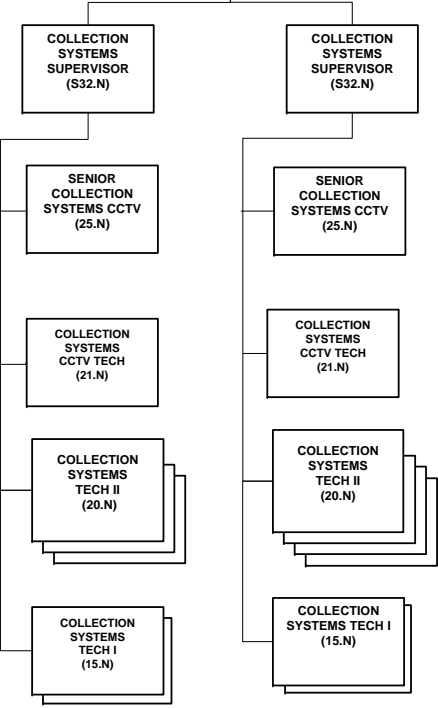 COLLECTION
SYSTEMS
SUPERVISOR
(S32.N)
COLLECTION
SYSTEMS
SUPERVISOR
(S32.N)
SENIOR
COLLECTION
SYSTEMS CCTV
(25.N)
SENIOR
COLLECTION
SYSTEMS CCTV
(25.N)
COLLECTION
SYSTEMS
CCTV TECH
(21.N)
COLLECTION
SYSTEMS
CCTV TECH
(21.N)
COLLECTION
SYSTEMS
TECH II
(20.N)
COLLECTION
SYSTEMS
TECH II
(20.N)
COLLECTION
SYSTEMS
TECH I
(15.N)
COLLECTION
SYSTEMS TECH I
(15.N)